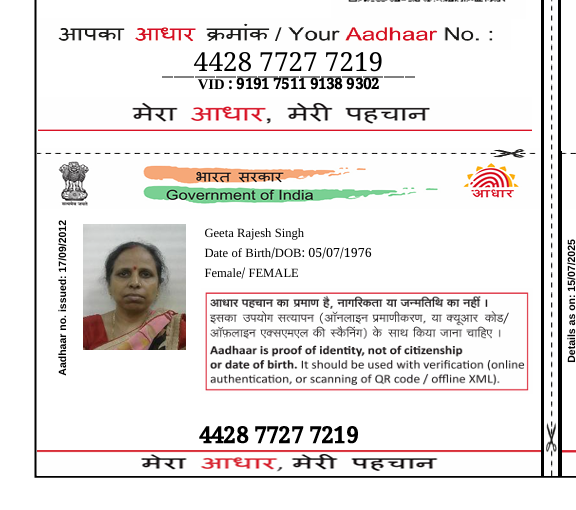 आपका आधार क्रमांक / Your Aadhaar No. :
4428 7727 7219
VID : 9191 7511 9138 9302
मेरा आधार, मेरी पहचान
भारत सरकार
Government of India
आधार
Aadhaar no. issued: 17/09/2012
Geeta Rajesh Singh
Date of Birth/DOB: 05/07/1976
Female/ FEMALE
आधार पहचान का प्रमाण है, नागरिकता या जन्मतिथि का नहीं ।
इसका उपयोग सत्यापन (ऑनलाइन प्रमाणीकरण, या क्यूआर कोड/
ऑफ़लाइन एक्सएमएल की स्कैनिंग) के साथ किया जाना चाहिए ।
Aadhaar is proof of identity, not of citizenship
or date of birth. It should be used with verification (online
authentication, or scanning of QR code / offline XML).
4428 7727 7219
मेरा आधार, मेरी पहचान
Details as on: 15/07/2025